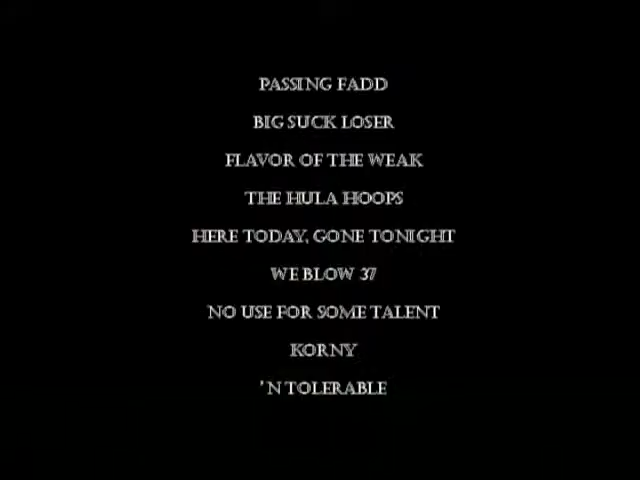 PASSING FADD
BIG SUCK LOSER
FLAVOR OF THE WEAK
THE HULA HOOPS
HERE TODAY, GONE TONIGHT
WE BLOW 37
NO USE FOR SOME TALENT
KORNY
'N TOLERABLE